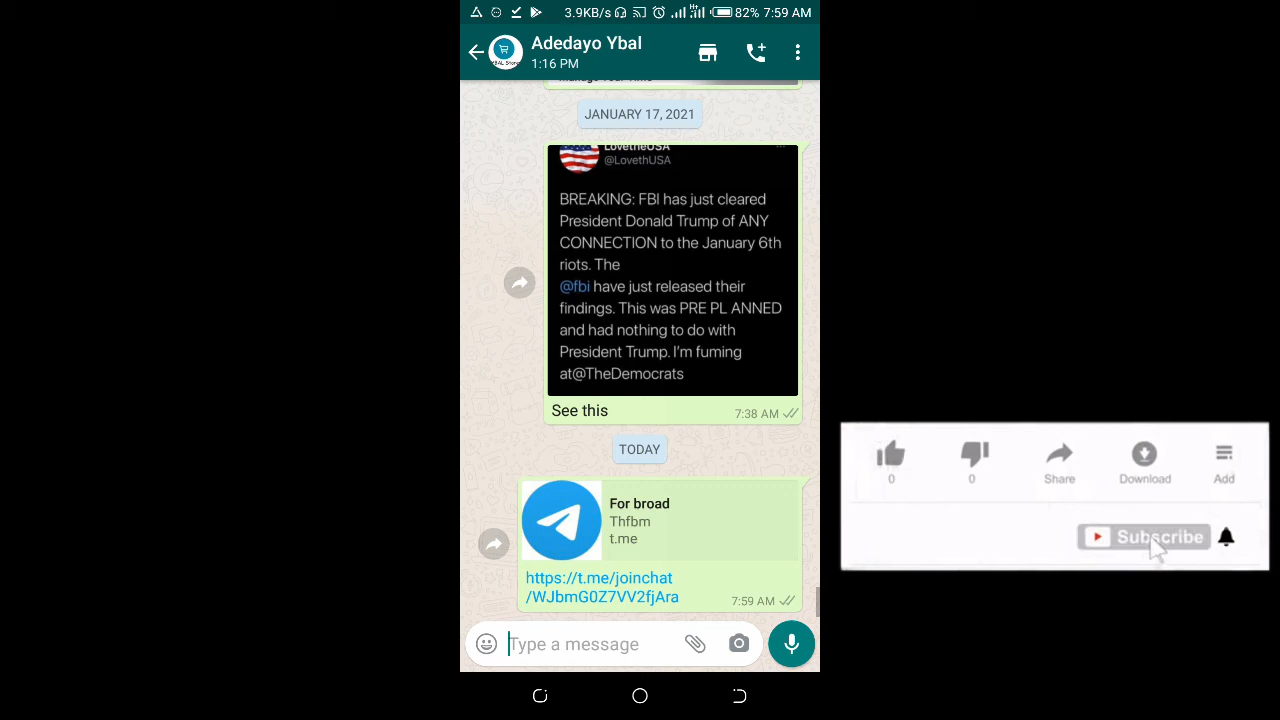 3.9KB/s 82% 7:59 AM
Adedayo Ybal
1:16 PM
Manage Your Time
JANUARY 17, 2021
LovetheUSA
@LovethUSA
BREAKING: FBI has just cleared
President Donald Trump of ANY
CONNECTION to the January 6th
riots. The
@fbi have just released their
findings. This was PRE PL ANNED
and had nothing to do with
President Trump. I'm fuming
at@TheDemocrats
See this
7:38 AM
TODAY
For broad
Thfbm
t.me
https://t.me/joinchat
/WJbmG0Z7VV2fjAra
7:59 AM
Type a message
0 0 Share Download Add
Subscribe